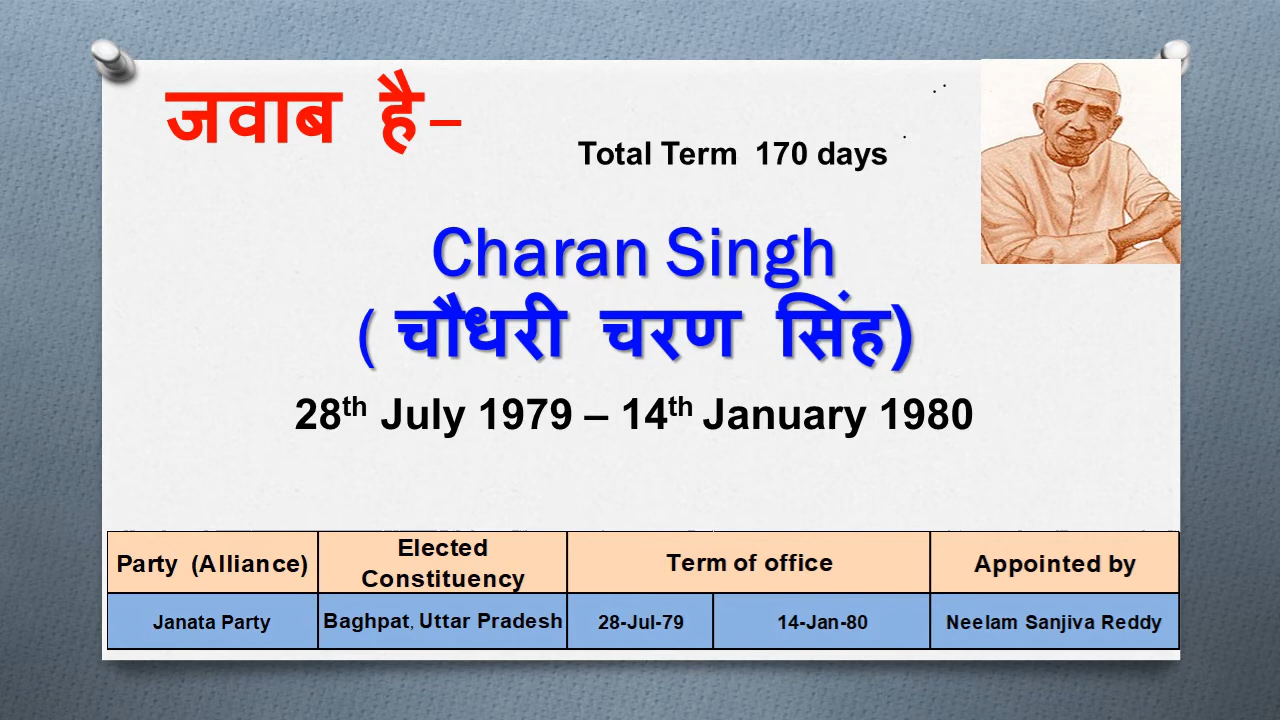 जवाब है–
Total Term 170 days
Charan Singh
( चौधरी चरण सिंह)
28th July 1979 – 14th January 1980
Party (Alliance) Elected Constituency Term of office Appointed by
Janata Party Baghpat, Uttar Pradesh 28-Jul-79 14-Jan-80 Neelam Sanjiva Reddy